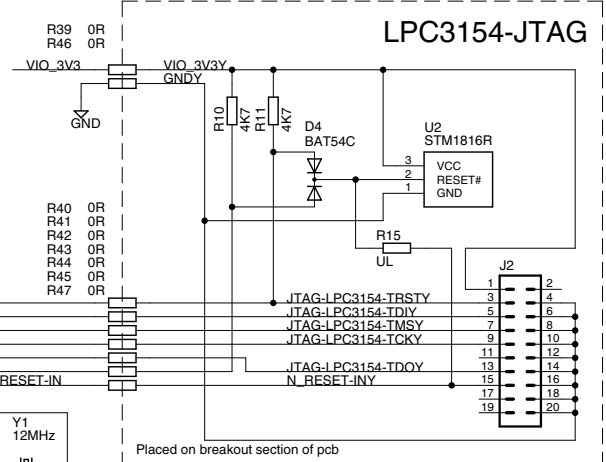 LPC3154-JTAG
R39 0R
R46 0R
VIO_3V3
VIO_3V3Y
GNDY
GND
R10
4K7
R11
4K7
D4
BAT54C
U2
STM1816R
3 VCC
2 RESET#
1 GND
R15
UL
R40 0R
R41 0R
R42 0R
R43 0R
R44 0R
R45 0R
R47 0R
J2
1 2
JTAG-LPC3154-TRSTY 3 4
JTAG-LPC3154-TDIY 5 6
JTAG-LPC3154-TMSY 7 8
JTAG-LPC3154-TCKY 9 10
11 12
JTAG-LPC3154-TDOY 13 14
RESET-IN N_RESET-INY 15 16
17 18
19 20
Y1
12MHz
Placed on breakout section of pcb